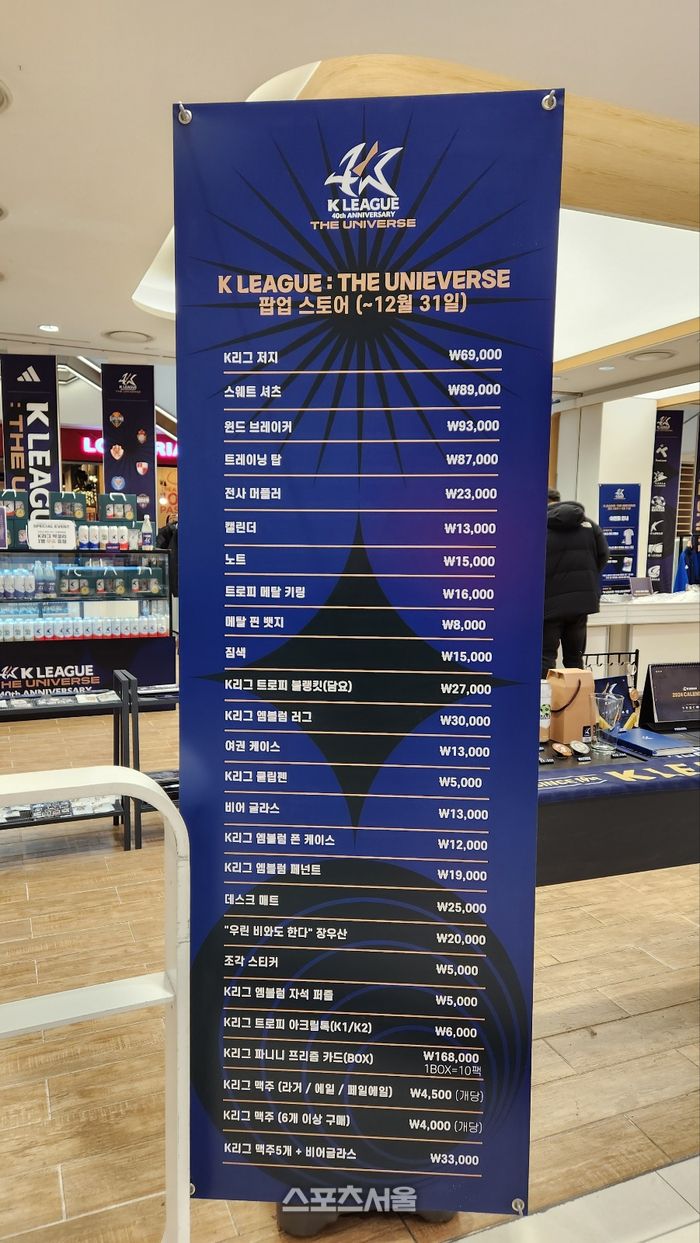 K LEAGUE
40th ANNIVERSARY
THE UNIVERSE
K LEAGUE : THE UNIEVERSE
팝업 스토어 (~12월 31일)
K리그 저지 ₩69,000
스웨트 셔츠 ₩89,000
윈드 브레이커 ₩93,000
트레이닝 탑 ₩87,000
전사 머플러 ₩23,000
캘린더 ₩13,000
노트 ₩15,000
트로피 메탈 키링 ₩16,000
메탈 핀 뱃지 ₩8,000
짐색 ₩15,000
K리그 트로피 블랭킷(담요) ₩27,000
K리그 엠블럼 러그 ₩30,000
여권 케이스 ₩13,000
K리그 클립펜 ₩5,000
비어 글라스 ₩13,000
K리그 엠블럼 폰 케이스 ₩12,000
K리그 엠블럼 페넌트 ₩19,000
데스크 매트 ₩25,000
"우린 비와도 한다" 장우산 ₩20,000
조각 스티커 ₩5,000
K리그 엠블럼 자석 퍼즐 ₩5,000
K리그 트로피 아크릴톡(K1/K2) ₩6,000
K리그 파니니 프리즘 카드(BOX) ₩168,000
1BOX=10팩
K리그 맥주 (라거 / 에일 / 페일에일) ₩4,500 (개당)
K리그 맥주 (6개 이상 구매) ₩4,000 (개당)
K리그 맥주5개 + 비어글라스 ₩33,000
스포츠서울
K LEAGUE
: THE
SPECIAL EVENT
K LEAGUE
THE UNIVERSE
40th ANNIVERSARY
THE UNIVERSE
K LEAG